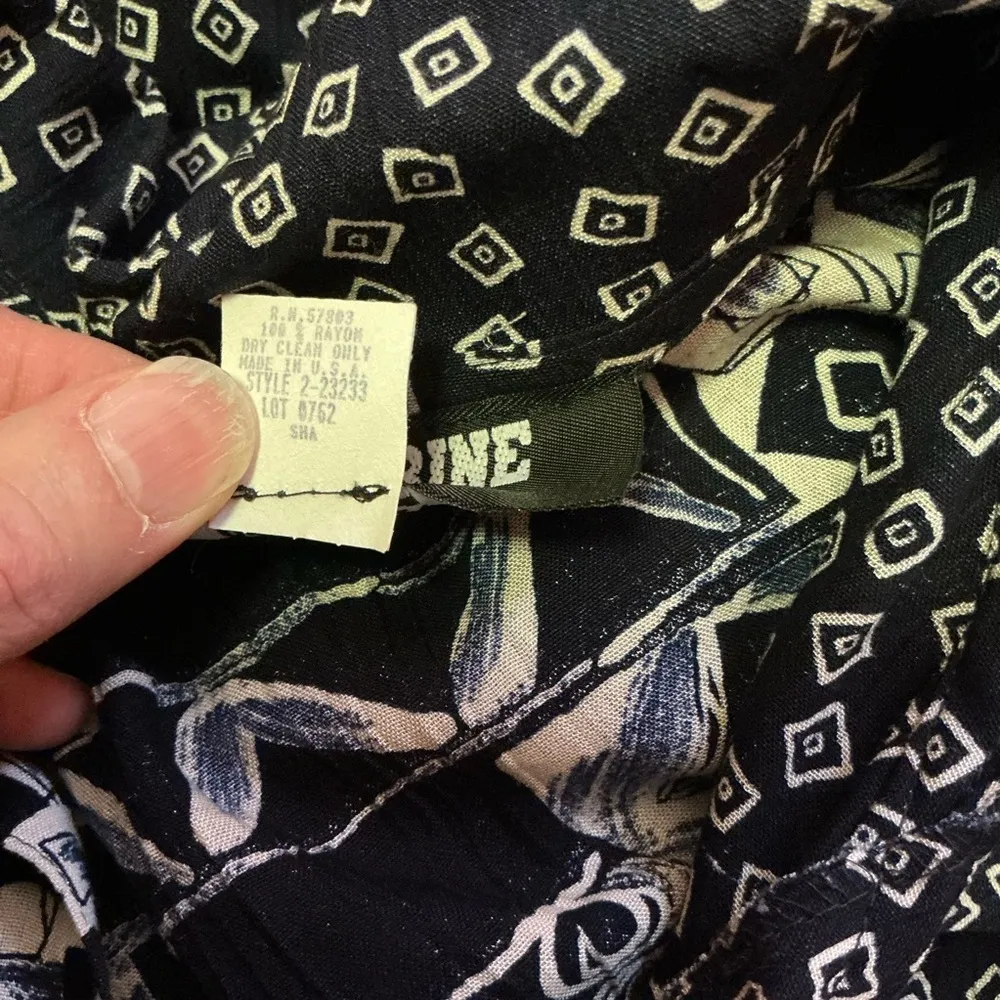 R.N.57803
100 % RAYON
DRY CLEAN ONLY
MADE IN U.S.A.
STYLE 2-23233
LOT 0762
SHA
RINE